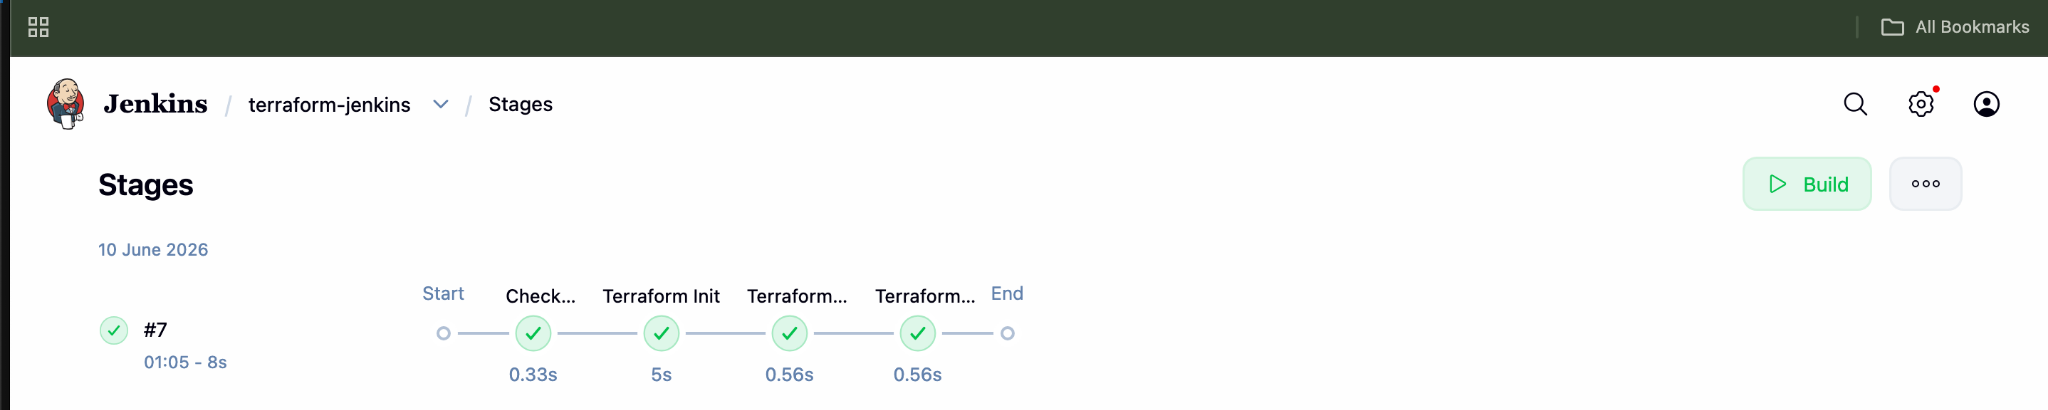 All Bookmarks
Jenkins / terraform-jenkins / Stages
Stages
Build
10 June 2026
Start Check... Terraform Init Terraform... Terraform... End
#7
01:05 - 8s
0.33s 5s 0.56s 0.56s